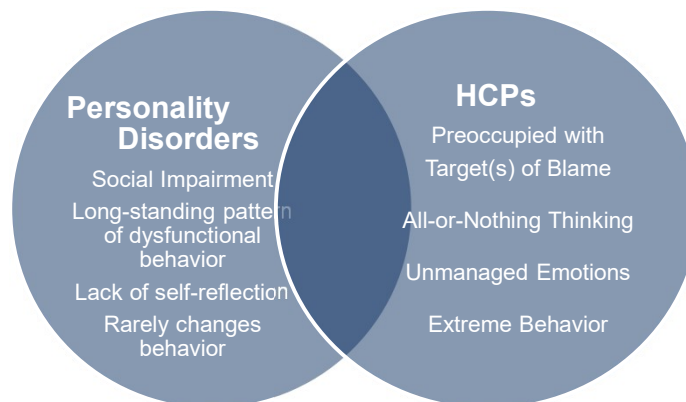 Personality
Disorders
Social Impairment
Long-standing pattern
of dysfunctional
behavior
Lack of self-reflection
Rarely changes
behavior
HCPs
Preoccupied with
Target(s) of Blame
All-or-Nothing Thinking
Unmanaged Emotions
Extreme Behavior